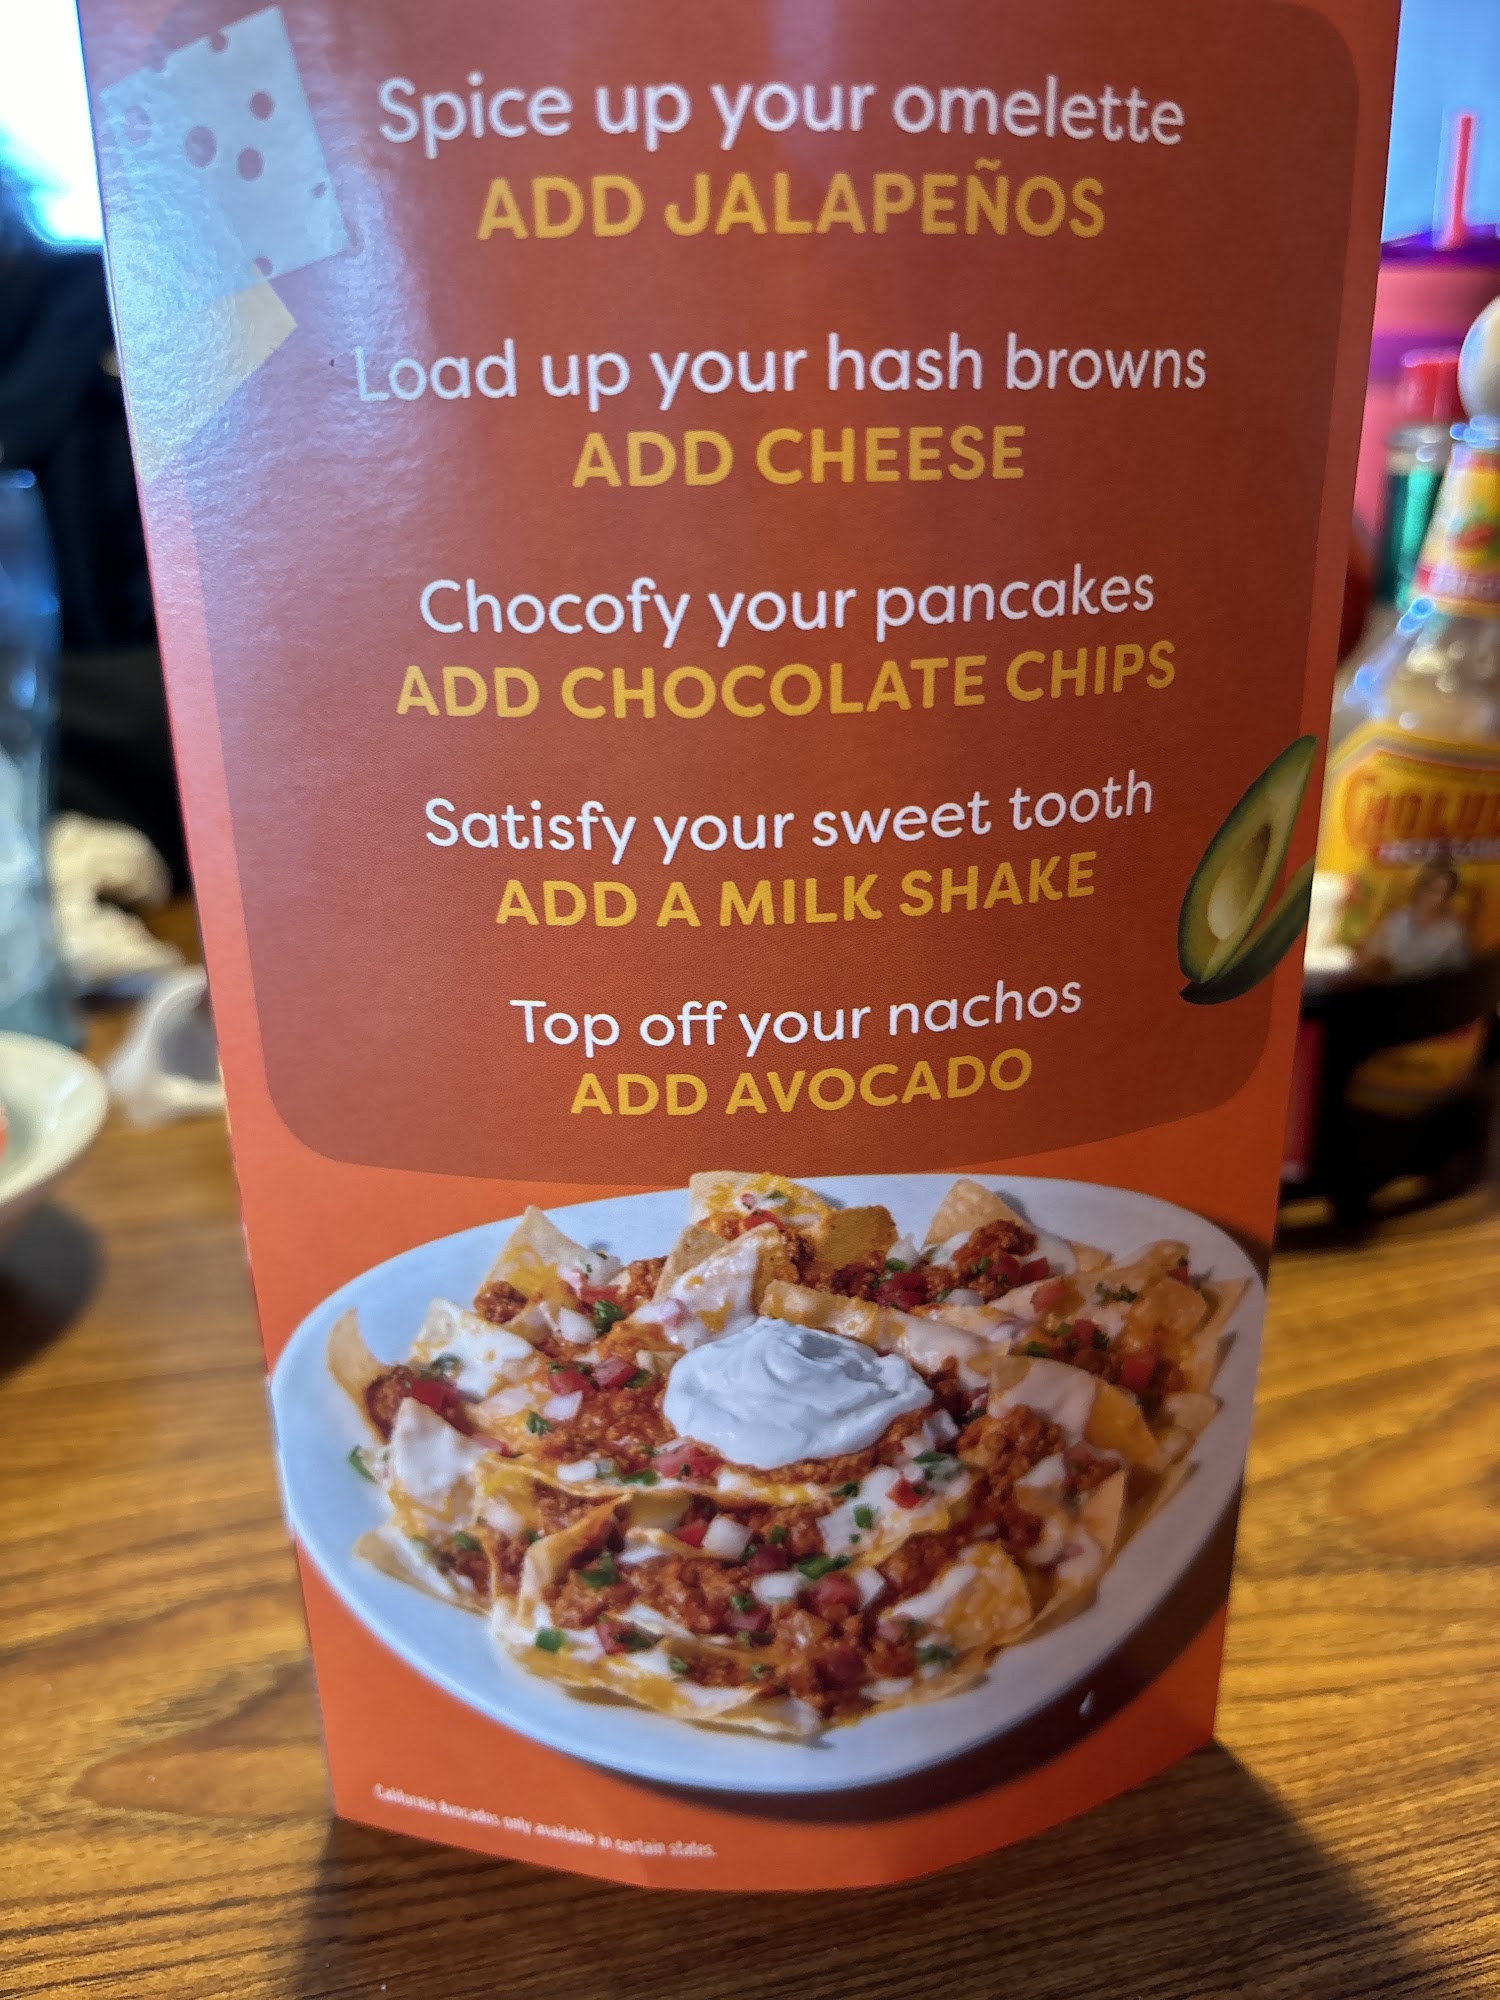 Spice up your omelette
ADD JALAPEÑOS
Load up your hash browns
ADD CHEESE
Chocofy your pancakes
ADD CHOCOLATE CHIPS
Satisfy your sweet tooth
ADD A MILK SHAKE
Top off your nachos
ADD AVOCADO
California Avocados only available in certain states.